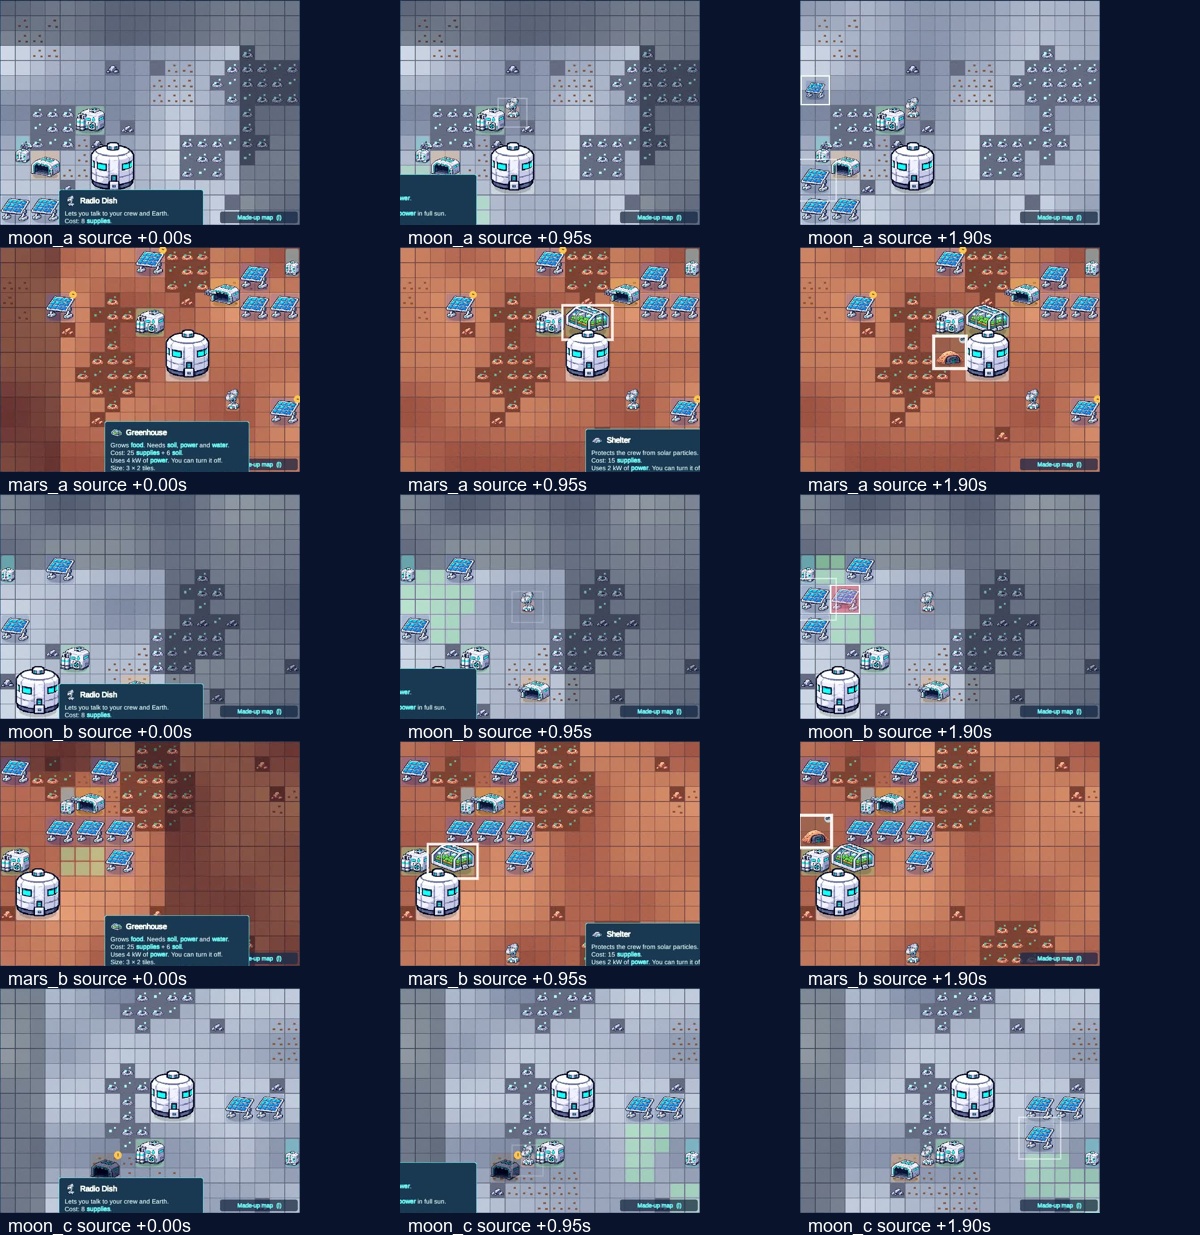 Radio Dish
Lets you talk to your crew and Earth.
Cost: 8 supplies.
Made-up map (!)
wer.
power in full sun.
Made-up map (!)
Made-up map (!)
moon_a source +0.00s
moon_a source +0.95s
moon_a source +1.90s
Greenhouse
Grows food. Needs soil, power and water.
Cost: 25 supplies + 6 soil.
Uses 4 kW of power. You can turn it off.
Size: 3 × 2 tiles.
e-up map (!)
Shelter
Protects the crew from solar particles.
Cost: 15 supplies.
Uses 2 kW of power. You can turn it of
Made-up map (!)
mars_a source +0.00s
mars_a source +0.95s
mars_a source +1.90s
Radio Dish
Lets you talk to your crew and Earth.
Cost: 8 supplies.
Made-up map (!)
wer.
power in full sun.
Made-up map (!)
Made-up map (!)
moon_b source +0.00s
moon_b source +0.95s
moon_b source +1.90s
Greenhouse
Grows food. Needs soil, power and water.
Cost: 25 supplies + 6 soil.
Uses 4 kW of power. You can turn it off.
Size: 3 × 2 tiles.
e-up map (!)
Shelter
Protects the crew from solar particles.
Cost: 15 supplies.
Uses 2 kW of power. You can turn it of
Made-up map (!)
mars_b source +0.00s
mars_b source +0.95s
mars_b source +1.90s
Radio Dish
Lets you talk to your crew and Earth.
Cost: 8 supplies.
Made-up map (!)
wer.
power in full sun.
Made-up map (!)
Made-up map (!)
moon_c source +0.00s
moon_c source +0.95s
moon_c source +1.90s